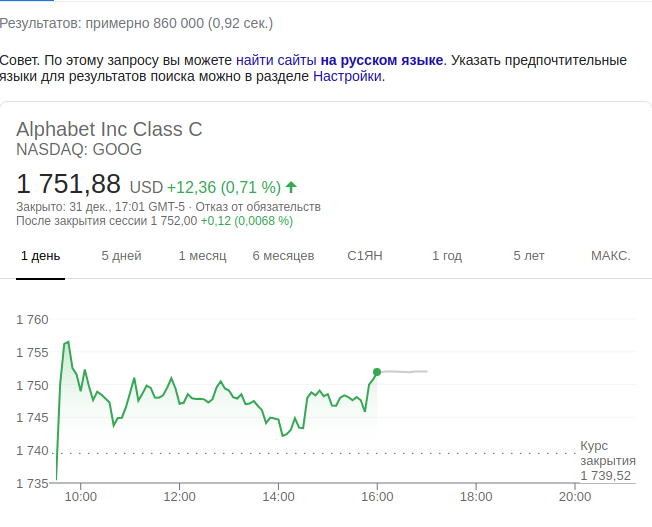 Результатов: примерно 860 000 (0,92 сек.)
Совет. По этому запросу вы можете найти сайты на русском языке. Указать предпочтительные
языки для результатов поиска можно в разделе Настройки.
Alphabet Inc Class C
NASDAQ: GOOG
1 751,88 USD +12,36 (0,71 %)
Закрыто: 31 дек., 17:01 GMT-5 · Отказ от обязательств
После закрытия сессии 1 752,00 +0,12 (0,0068 %)
1 день 5 дней 1 месяц 6 месяцев С1ЯН 1 год 5 лет МАКС.
1 760
1 755
1 750
1 745
1 740
1 735
Курс
закрытия
1 739,52
10:00 12:00 14:00 16:00 18:00 20:00